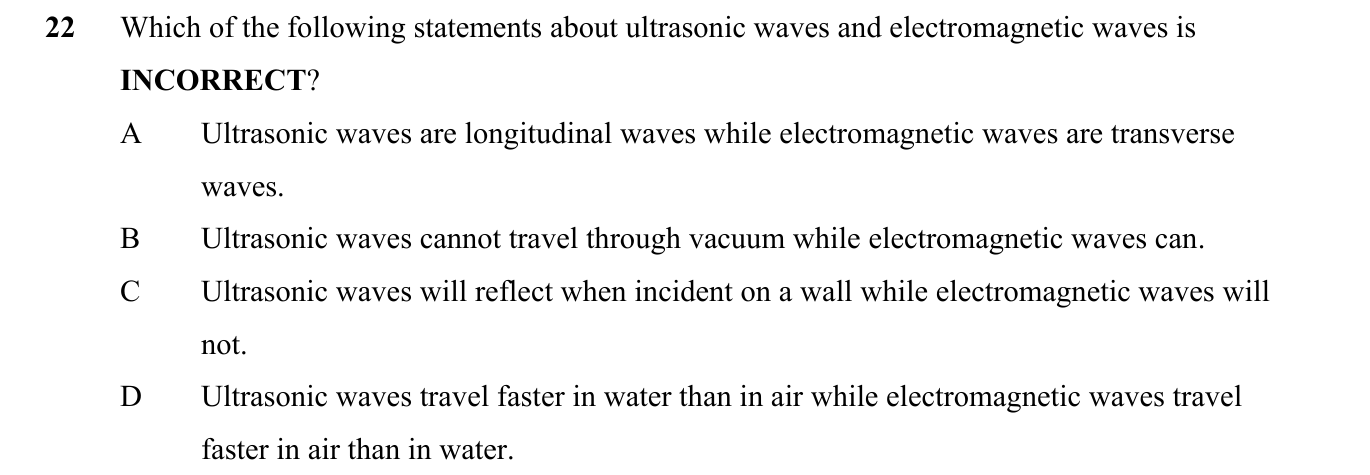 22 Which of the following statements about ultrasonic waves and electromagnetic waves is
INCORRECT?
A Ultrasonic waves are longitudinal waves while electromagnetic waves are transverse
waves.
B Ultrasonic waves cannot travel through vacuum while electromagnetic waves can.
C Ultrasonic waves will reflect when incident on a wall while electromagnetic waves will
not.
D Ultrasonic waves travel faster in water than in air while electromagnetic waves travel
faster in air than in water.